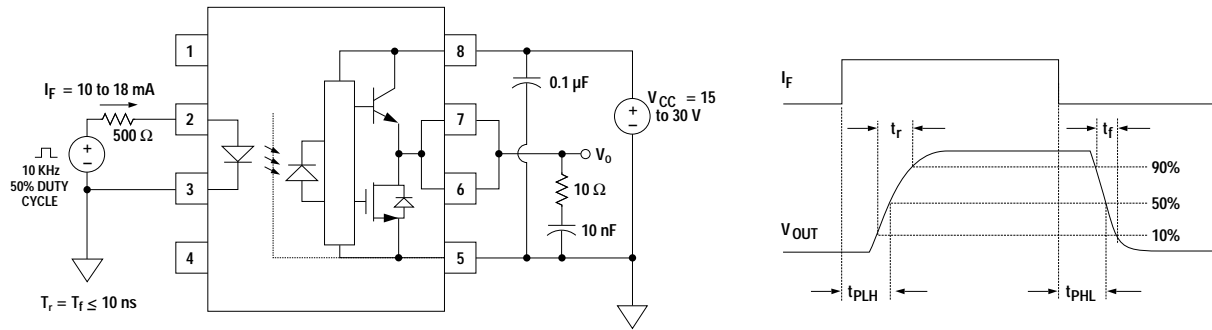 1
2
3
4
8
7
6
5
I_F = 10 to 18 mA
500 Ω
+
–
10 KHz
50% DUTY
CYCLE
T_r = T_f ≤ 10 ns
0.1 µF
+
–
V_CC = 15
to 30 V
V_O
10 Ω
10 nF
I_F
t_r
t_f
90%
50%
10%
V_OUT
t_PLH
t_PHL